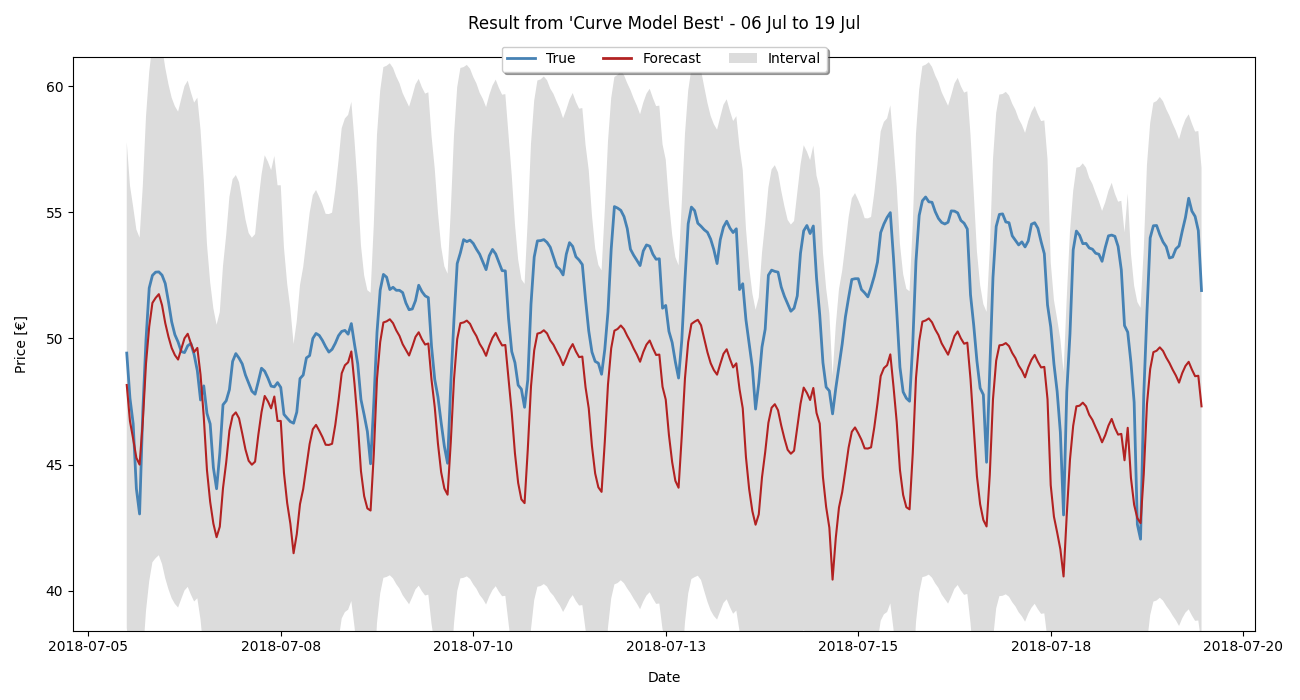 Result from 'Curve Model Best' - 06 Jul to 19 Jul
True
Forecast
Interval
Price [€]
60
55
50
45
40
2018-07-05
2018-07-08
2018-07-10
2018-07-13
2018-07-15
2018-07-18
2018-07-20
Date